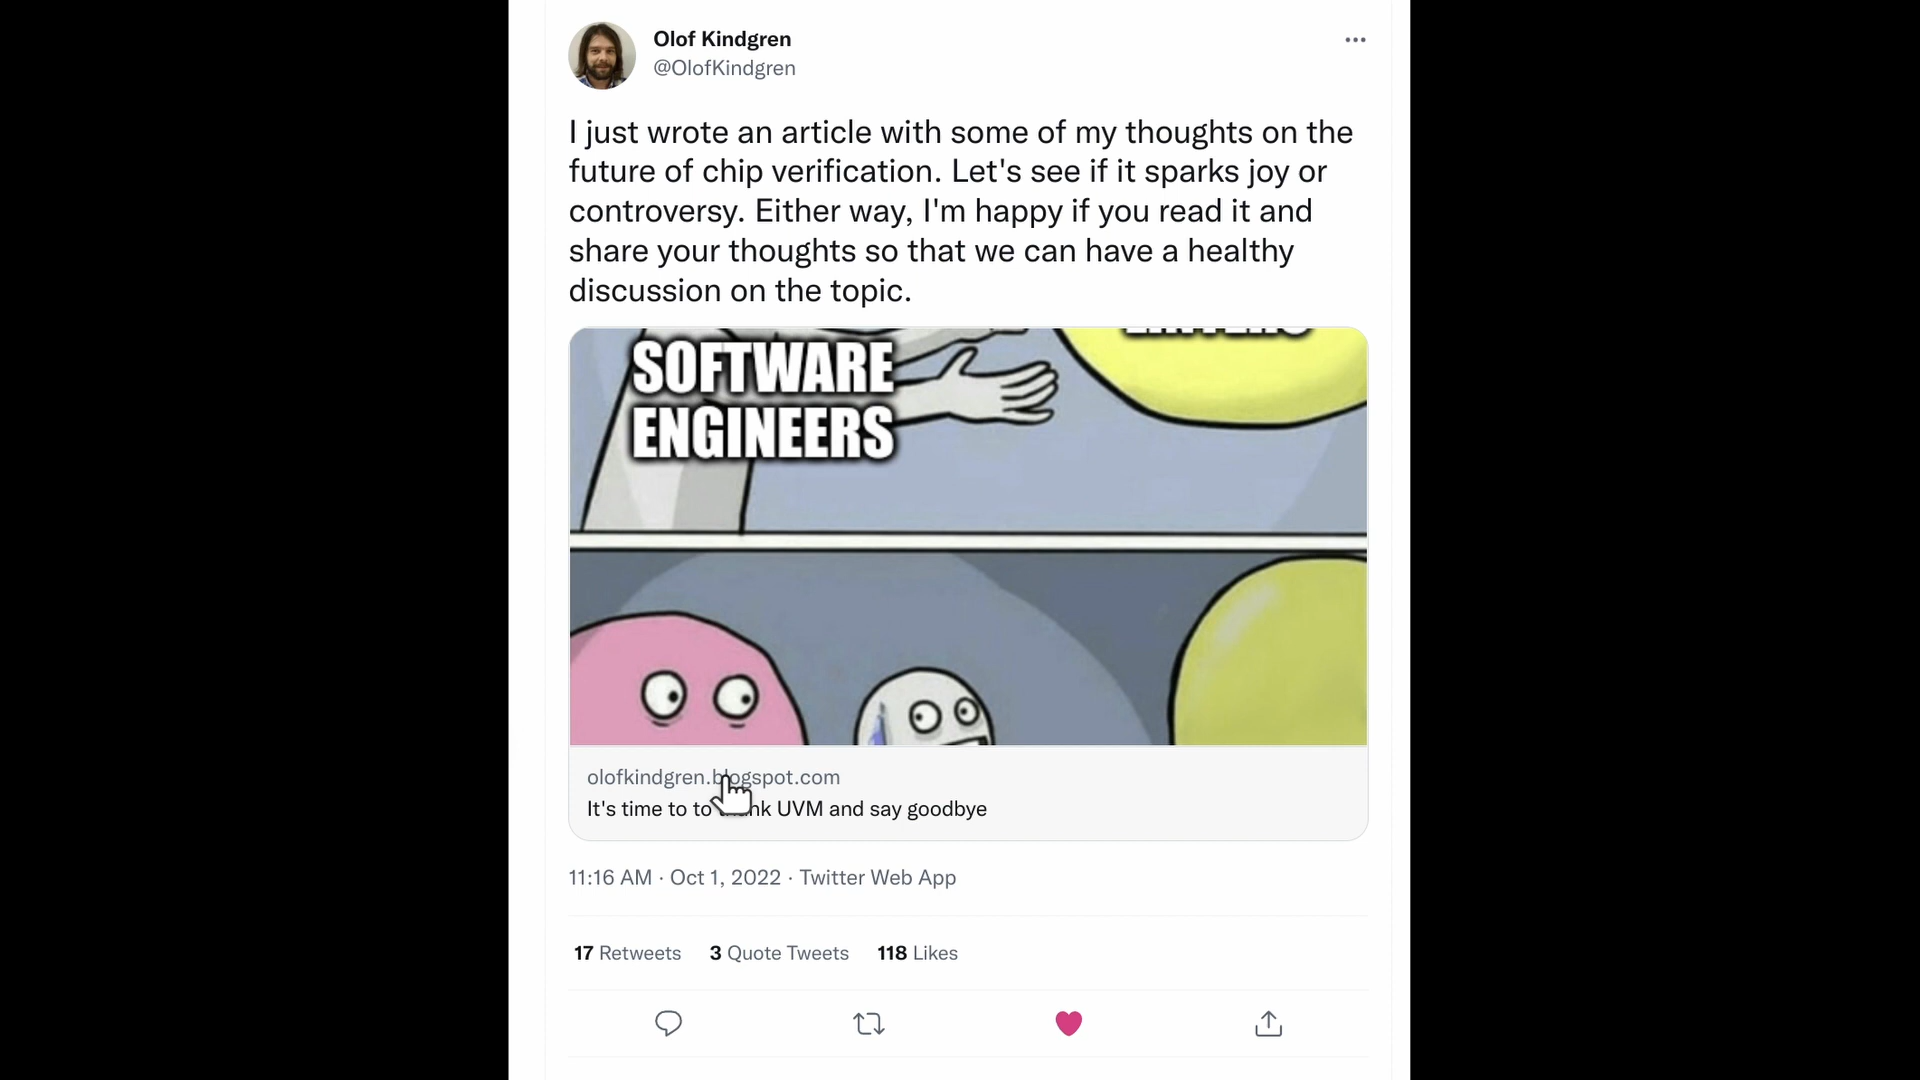 Olof Kindgren
@OlofKindgren
I just wrote an article with some of my thoughts on the
future of chip verification. Let's see if it sparks joy or
controversy. Either way, I'm happy if you read it and
share your thoughts so that we can have a healthy
discussion on the topic.
SOFTWARE
ENGINEERS
olofkindgren.blogspot.com
It's time to to UVM and say goodbye
11:16 AM · Oct 1, 2022 · Twitter Web App
17 Retweets 3 Quote Tweets 118 Likes